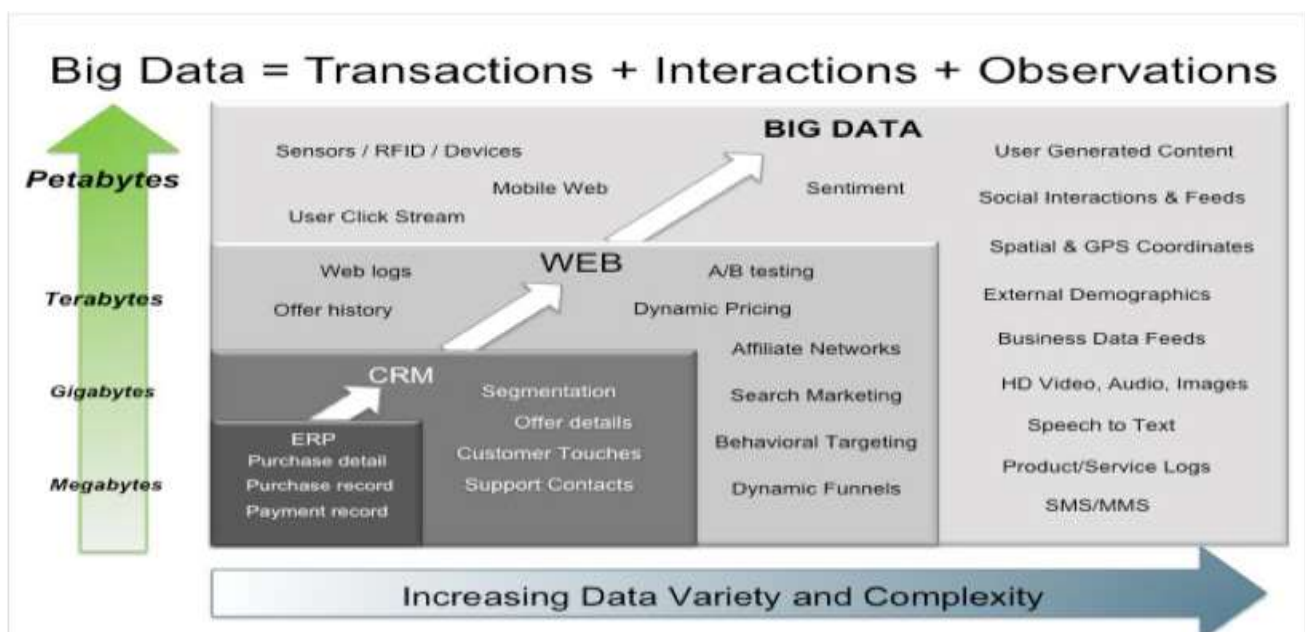 Big Data = Transactions + Interactions + Observations
Petabytes
Terabytes
Gigabytes
Megabytes
BIG DATA
Sensors / RFID / Devices
Mobile Web
User Click Stream
Sentiment
User Generated Content
Social Interactions & Feeds
Spatial & GPS Coordinates
External Demographics
Business Data Feeds
HD Video, Audio, Images
Speech to Text
Product/Service Logs
SMS/MMS
WEB
Web logs
Offer history
A/B testing
Dynamic Pricing
Affiliate Networks
Search Marketing
Behavioral Targeting
Dynamic Funnels
CRM
Segmentation
Offer details
Customer Touches
Support Contacts
ERP
Purchase detail
Purchase record
Payment record
Increasing Data Variety and Complexity